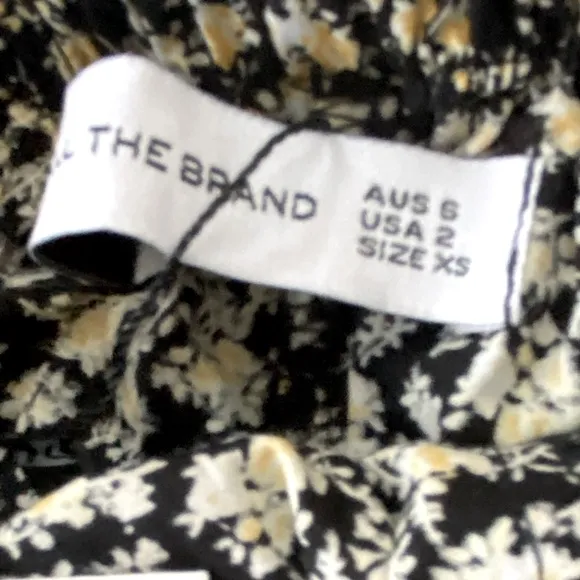 THE BRAND
AUS 6
USA 2
SIZE XS